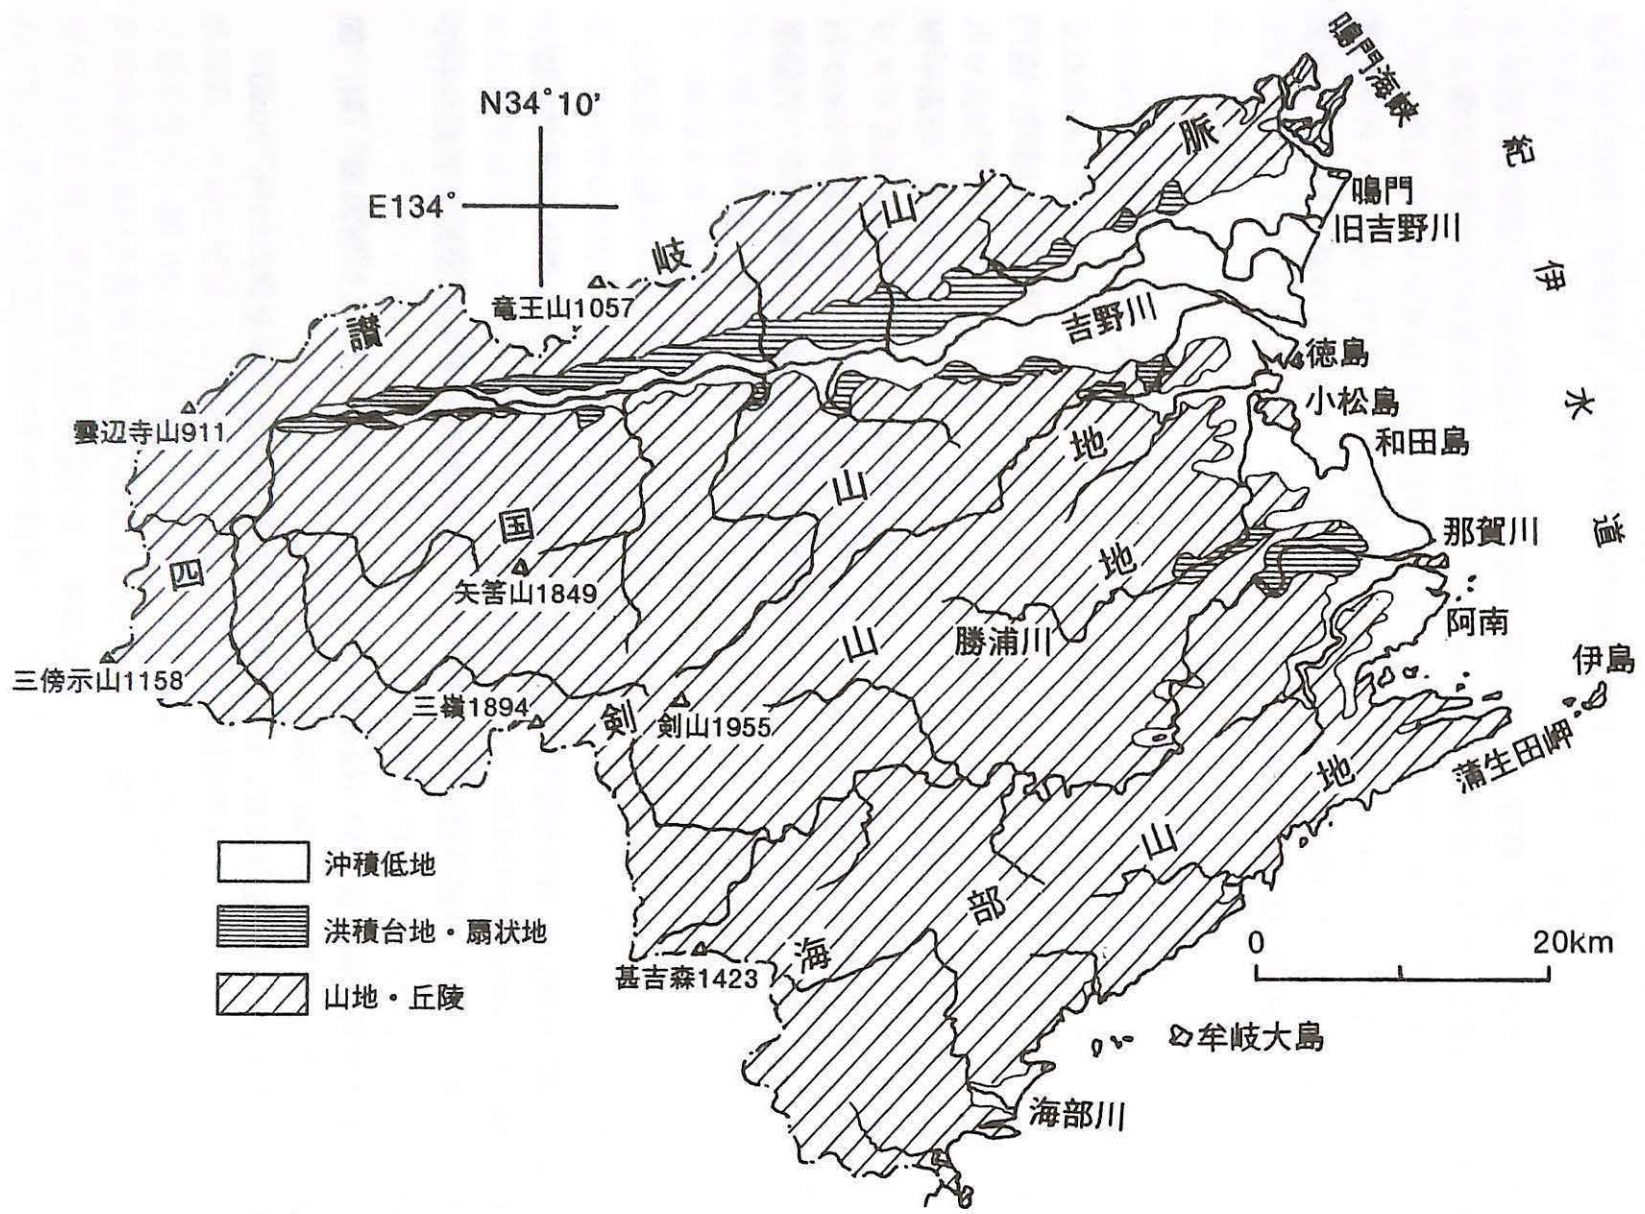 鳴門海峡
N34°10'
E134°
紀伊水道
讃岐山脈
鳴門
旧吉野川
吉野川
竜王山1057
徳島
小松島
和田島
雲辺寺山911
四国山地
那賀川
矢筈山1849
阿南
勝浦川
伊島
三傍示山1158
三嶺1894
剣山1955
剣山山地
蒲生田岬
海部山地
沖積低地
洪積台地・扇状地
山地・丘陵
甚吉森1423
0 20km
牟岐大島
海部川